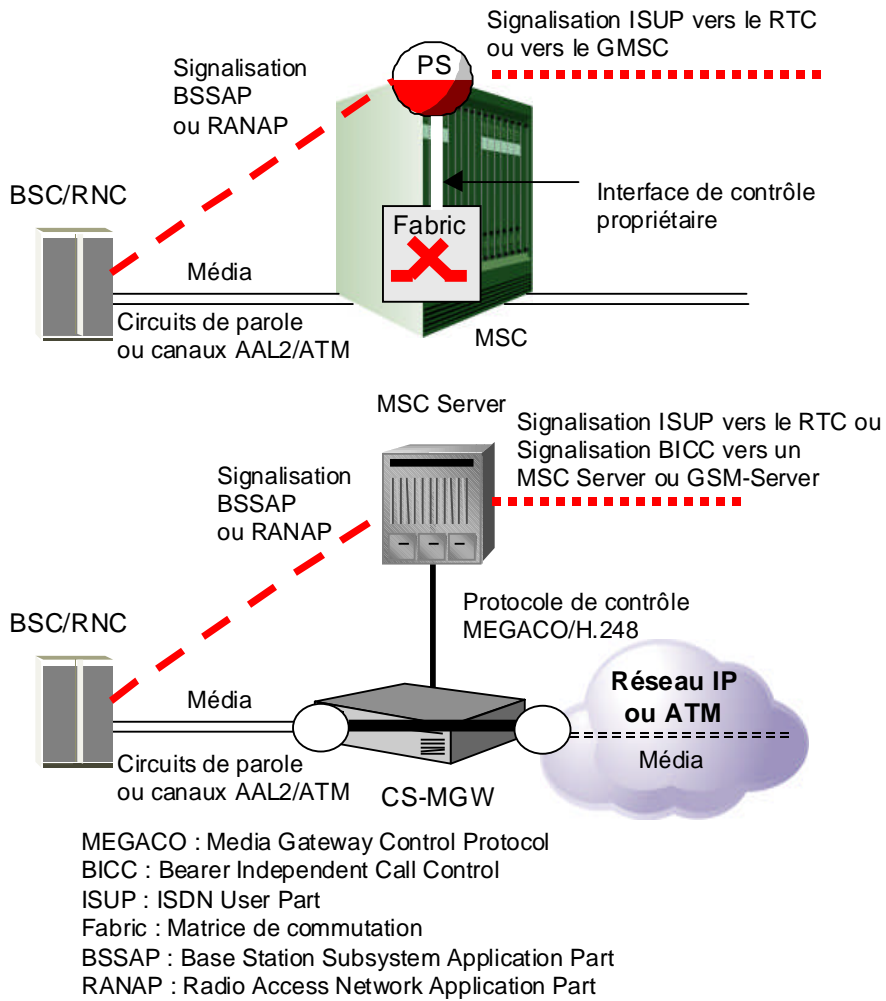 Signalisation ISUP vers le RTC
ou vers le GMSC
PS
Signalisation
BSSAP
ou RANAP
BSC/RNC
Interface de contrôle
propriétaire
Fabric
Média
Circuits de parole
ou canaux AAL2/ATM
MSC
MSC Server
Signalisation ISUP vers le RTC ou
Signalisation BICC vers un
MSC Server ou GSM-Server
Signalisation
BSSAP
ou RANAP
Protocole de contrôle
MEGACO/H.248
BSC/RNC
Réseau IP
ou ATM
Média
Média
Circuits de parole
ou canaux AAL2/ATM
CS-MGW
MEGACO : Media Gateway Control Protocol
BICC : Bearer Independent Call Control
ISUP : ISDN User Part
Fabric : Matrice de commutation
BSSAP : Base Station Subsystem Application Part
RANAP : Radio Access Network Application Part